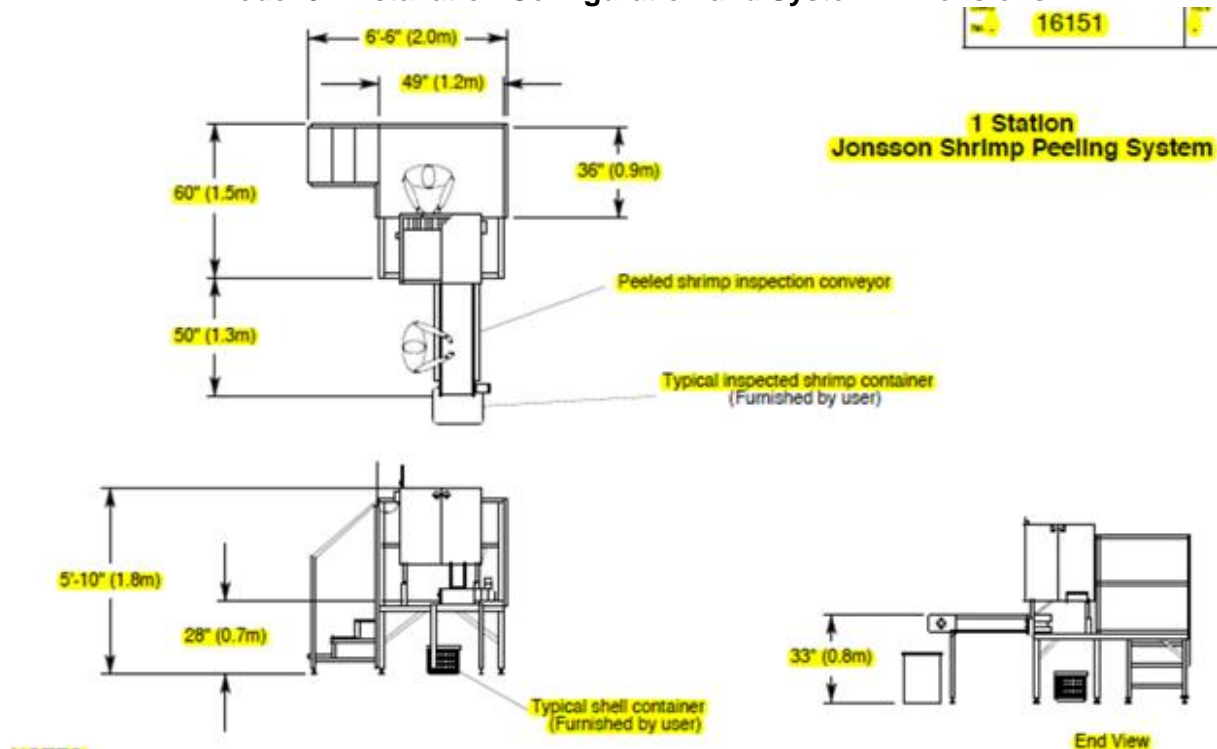 16151
1 Station
Jonsson Shrimp Peeling System
6'-6" (2.0m)
49" (1.2m)
36" (0.9m)
60" (1.5m)
50" (1.3m)
Peeled shrimp inspection conveyor
Typical inspected shrimp container
(Furnished by user)
5'-10" (1.8m)
28" (0.7m)
Typical shell container
(Furnished by user)
33" (0.8m)
End View